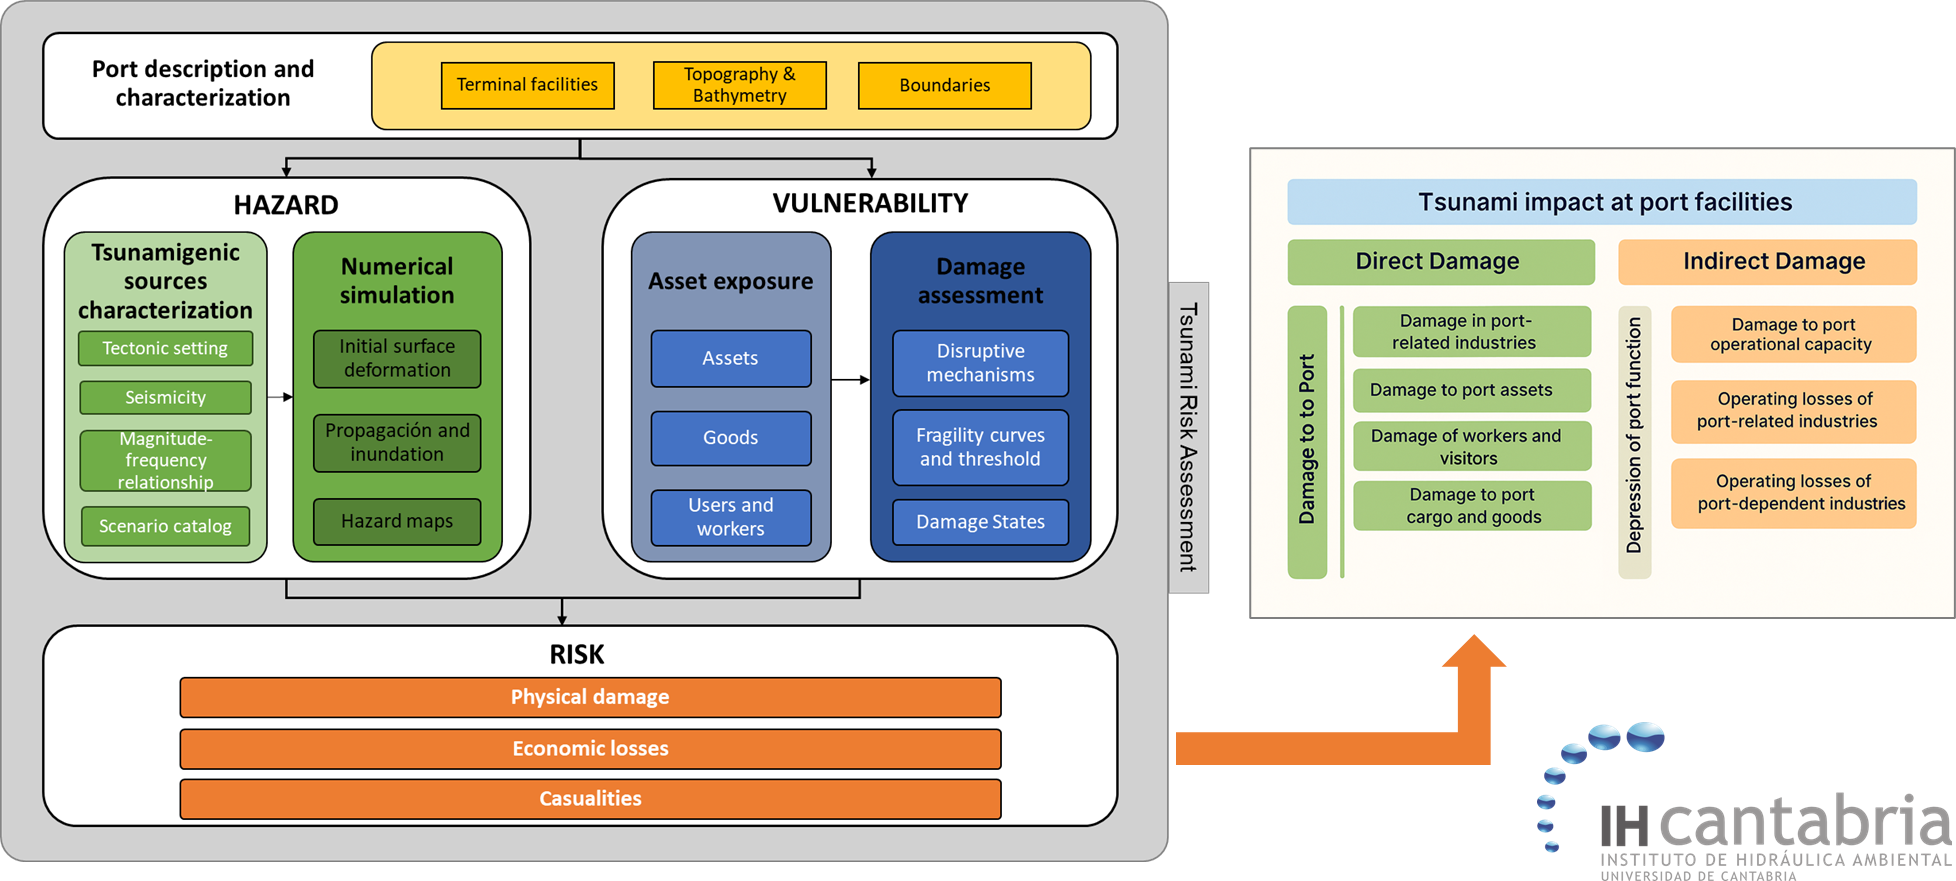 Port description and
characterization
Terminal facilities
Topography &
Bathymetry
Boundaries
HAZARD
Tsunamigenic
sources
characterization
Tectonic setting
Seismicity
Magnitude-
frequency
relationship
Scenario catalog
Numerical
simulation
Initial surface
deformation
Propagación and
inundation
Hazard maps
VULNERABILITY
Asset exposure
Assets
Goods
Users and
workers
Damage
assessment
Disruptive
mechanisms
Fragility curves
and threshold
Damage States
RISK
Physical damage
Economic losses
Casualities
Tsunami Risk Assessment
Tsunami impact at port facilities
Direct Damage
Damage to to Port
Damage in port-
related industries
Damage to port assets
Damage of workers and
visitors
Damage to port
cargo and goods
Indirect Damage
Depression of port function
Damage to port
operational capacity
Operating losses of
port-related industries
Operating losses of
port-dependent industries
IH cantabria
INSTITUTO DE HIDRÁULICA AMBIENTAL
UNIVERSIDAD DE CANTABRIA